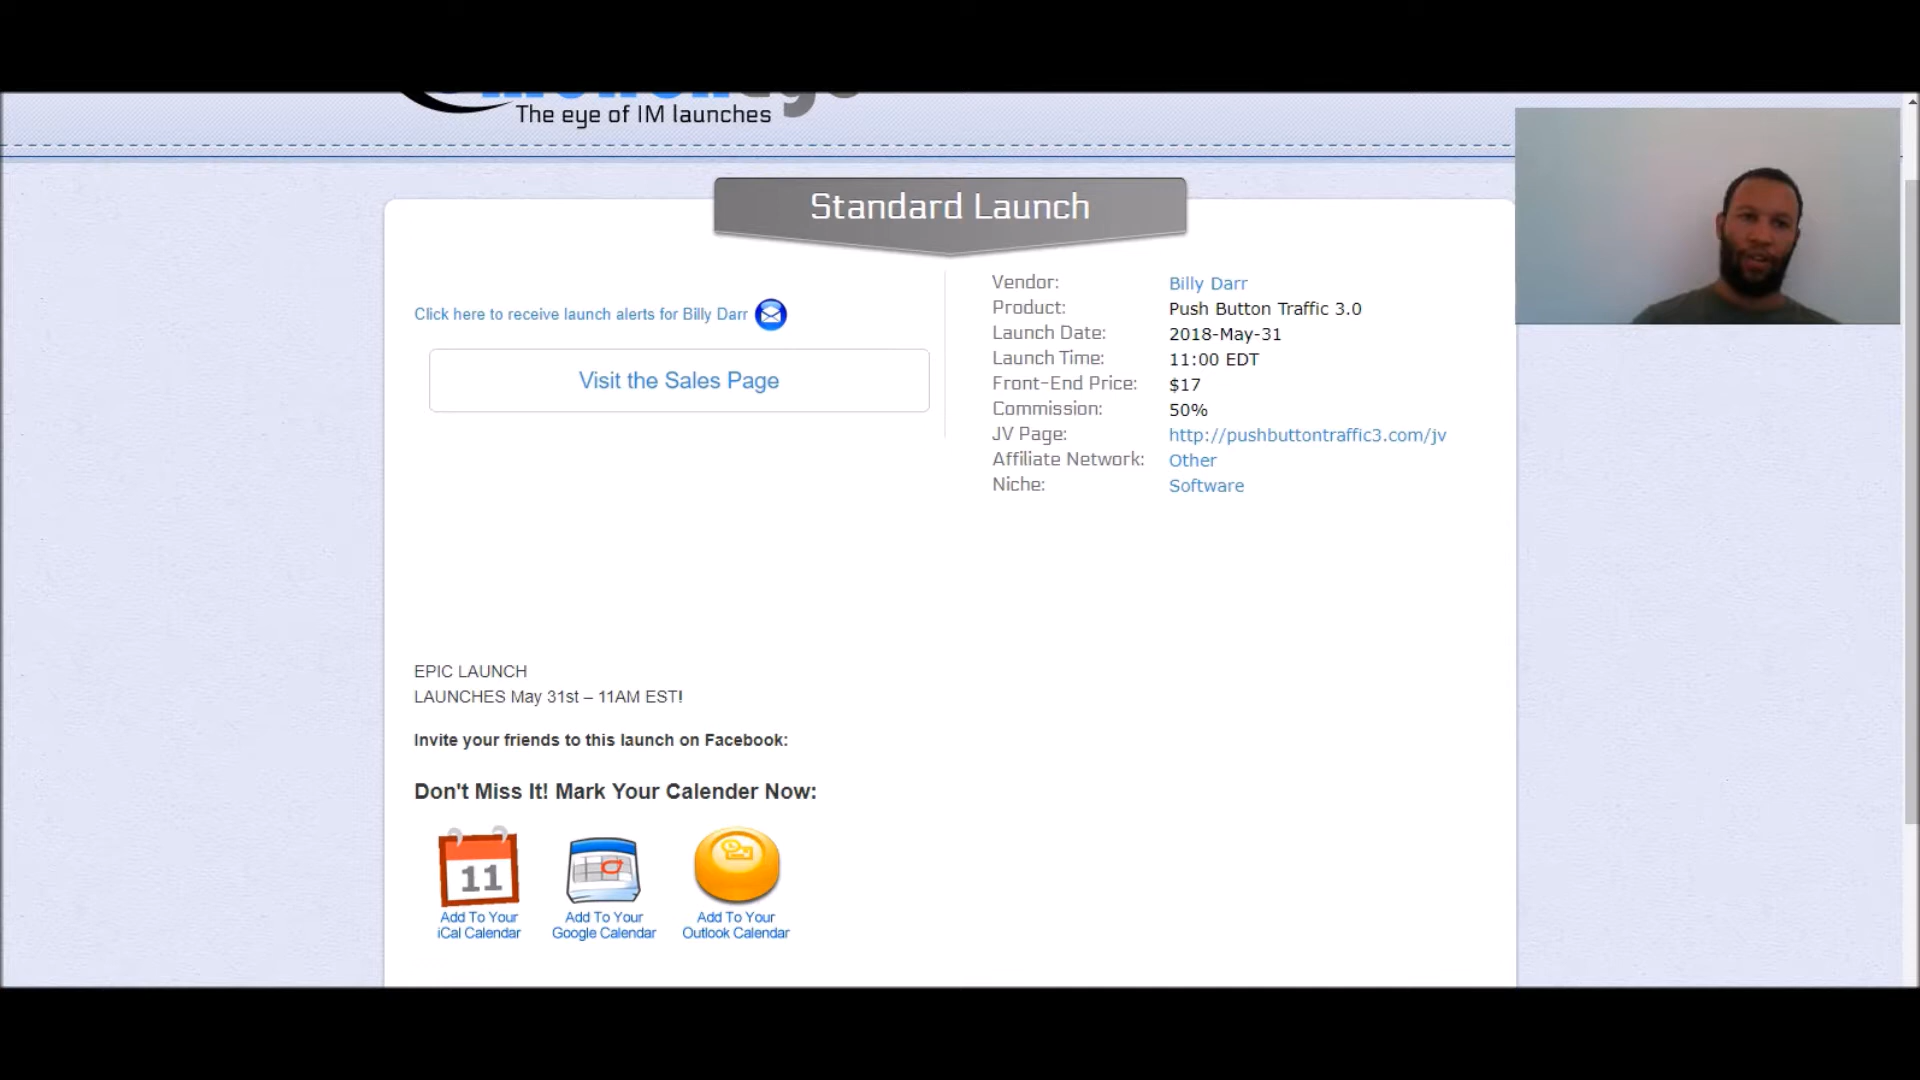 The eye of IM launches
Standard Launch
Click here to receive launch alerts for Billy Darr
Visit the Sales Page
Vendor: Billy Darr
Product: Push Button Traffic 3.0
Launch Date: 2018-May-31
Launch Time: 11:00 EDT
Front-End Price: $17
Commission: 50%
JV Page: http://pushbuttontraffic3.com/jv
Affiliate Network: Other
Niche: Software
EPIC LAUNCH
LAUNCHES May 31st – 11AM EST!
Invite your friends to this launch on Facebook:
Don't Miss It! Mark Your Calender Now:
11
Add To Your
iCal Calendar
Add To Your
Google Calendar
Add To Your
Outlook Calendar